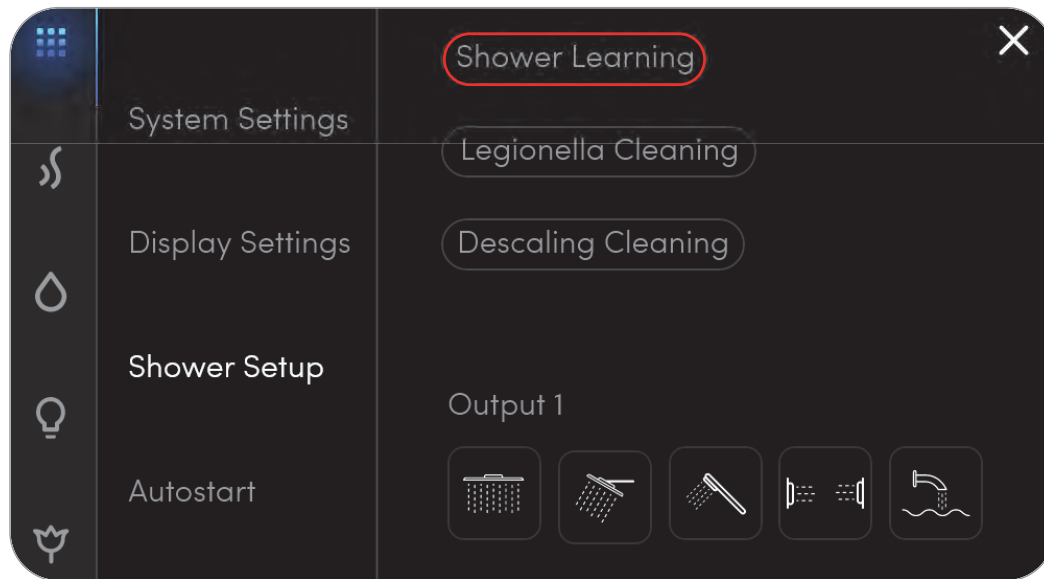 System Settings
Display Settings
Shower Setup
Autostart
Shower Learning
Legionella Cleaning
Descaling Cleaning
Output 1